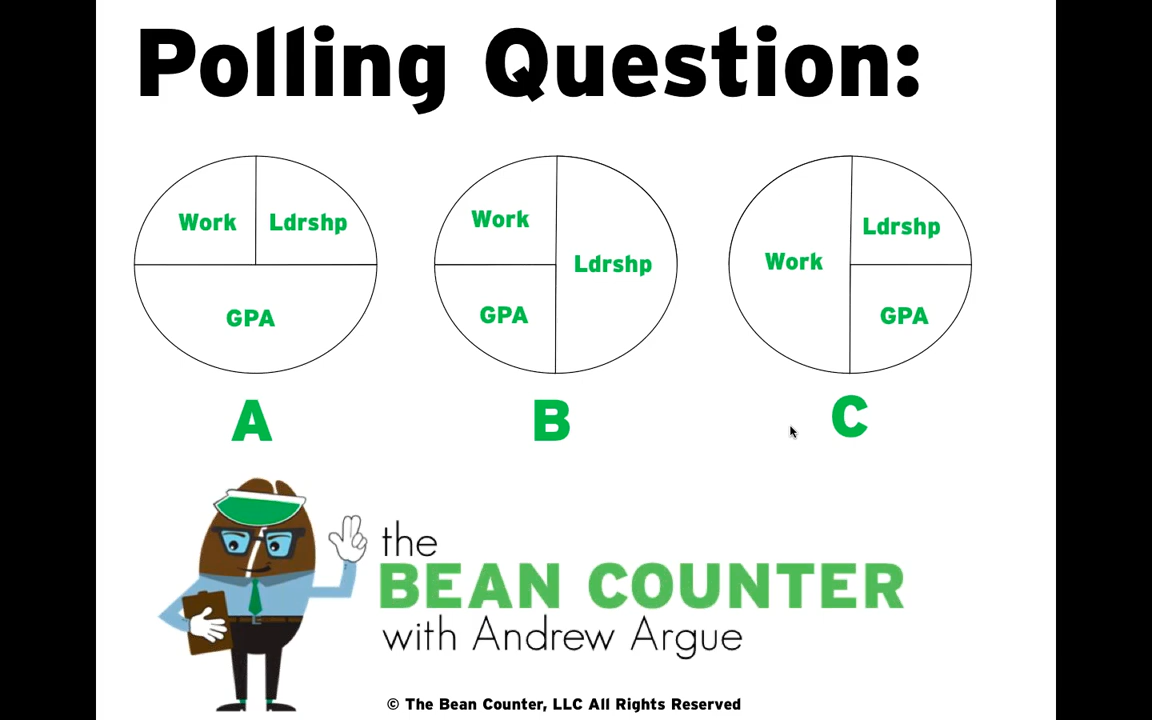 Polling Question:
Work
Ldrshp
GPA
Work
Ldrshp
GPA
Work
Ldrshp
GPA
A
B
C
the
BEAN COUNTER
with Andrew Argue
© The Bean Counter, LLC All Rights Reserved